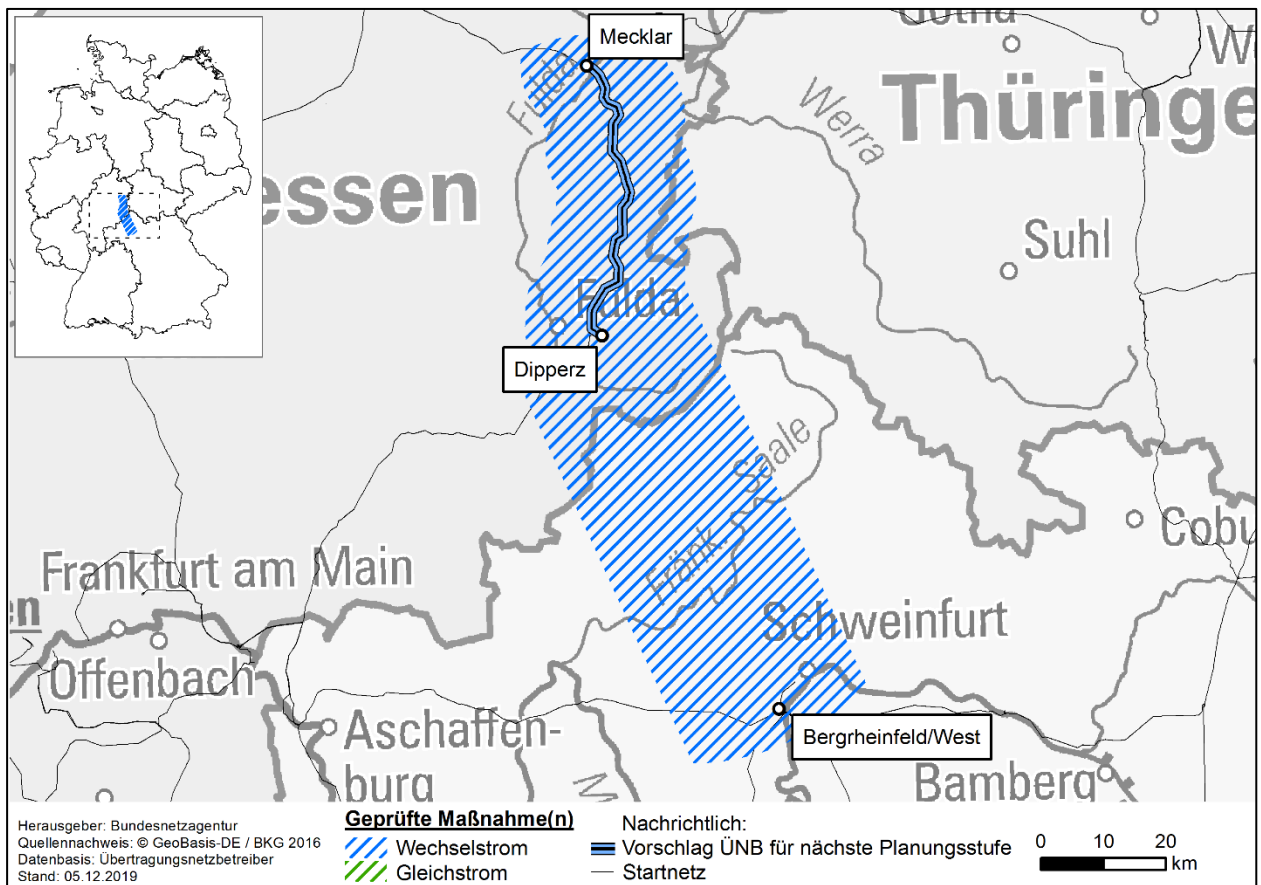 Gotha
Mecklar
Fulda
Werra
Thüringe
essen
Suhl
Fulda
Dipperz
Saale
Fränk.
Cobu
Frankfurt am Main
en
Offenbach
Schweinfurt
Aschaffen-
burg
M
Bergrheinfeld/West
Bamberg
Herausgeber: Bundesnetzagentur
Quellennachweis: © GeoBasis-DE / BKG 2016
Datenbasis: Übertragungsnetzbetreiber
Stand: 05.12.2019
Geprüfte Maßnahme(n)
Wechselstrom
Gleichstrom
Nachrichtlich:
Vorschlag ÜNB für nächste Planungsstufe
Startnetz
0 10 20
km